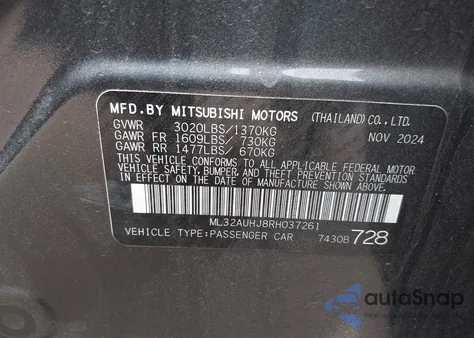 MFD.BY MITSUBISHI MOTORS (THAILAND) CO., LTD.
GVWR 3020LBS/1370KG NOV 2024
GAWR FR 1609LBS/730KG
GAWR RR 1477LBS/670KG
THIS VEHICLE CONFORMS TO ALL APPLICABLE FEDERAL MOTOR
VEHICLE SAFETY, BUMPER, AND THEFT PREVENTION STANDARDS
IN EFFECT ON THE DATE OF MANUFACTURE SHOWN ABOVE.
ML32AUHJ8RH037261
VEHICLE TYPE:PASSENGER CAR 7430B 728
autoSnap